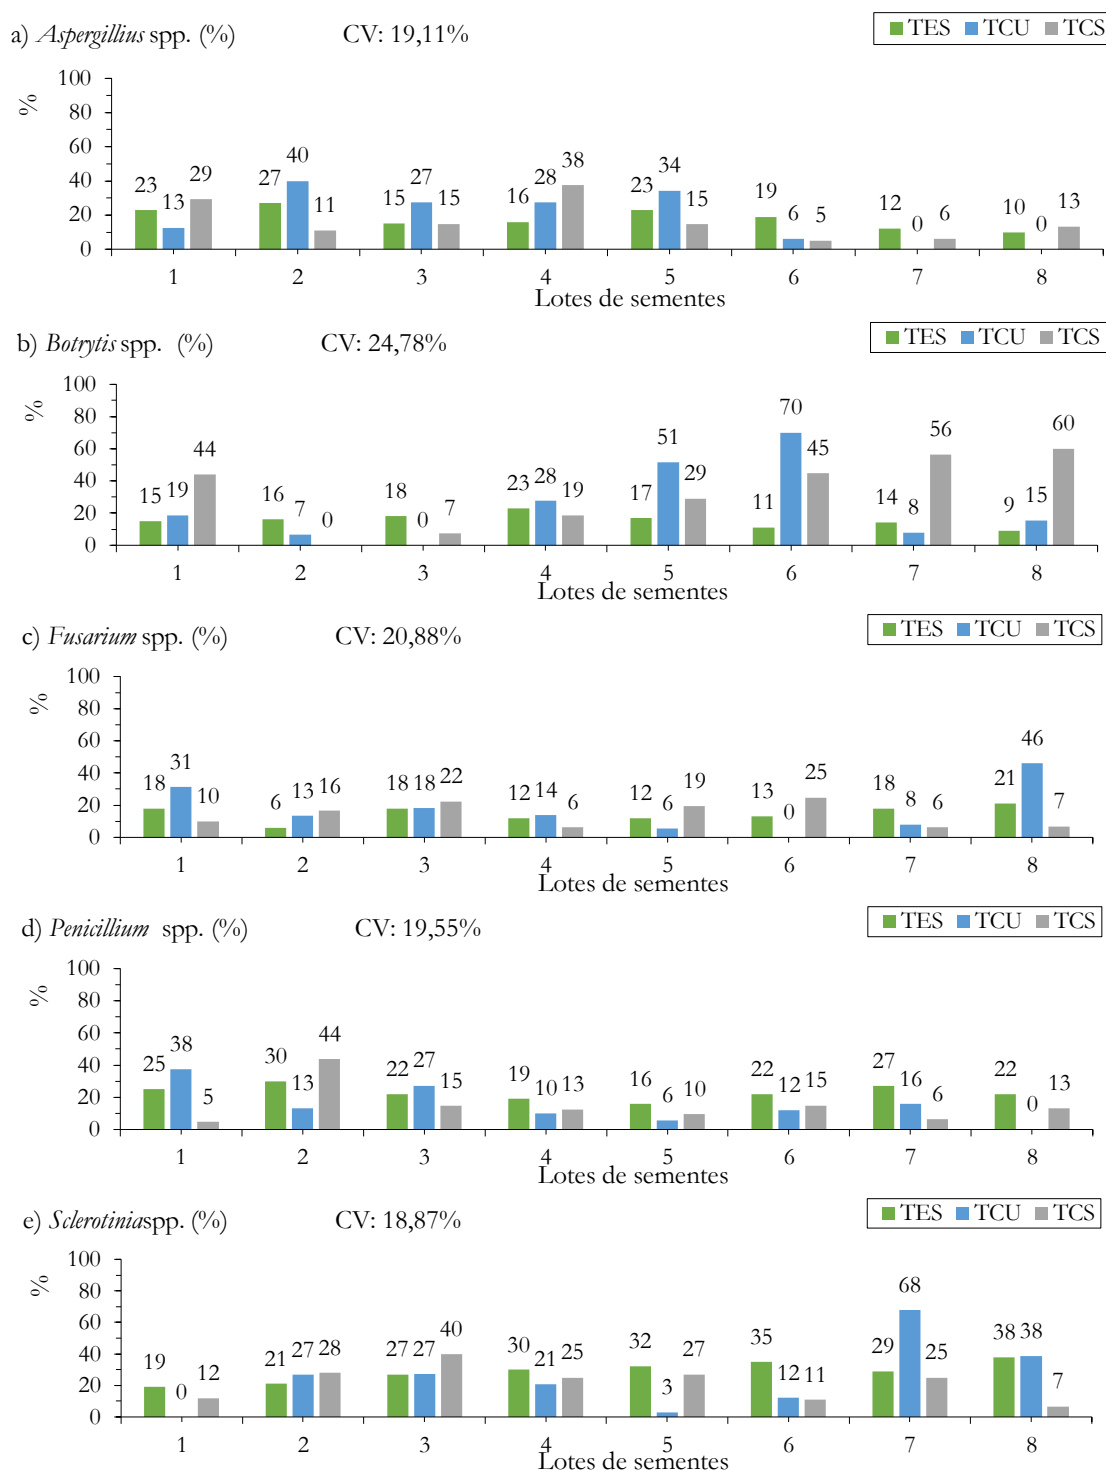 a) Aspergillius spp. (%) CV: 19,11% TES TCU TCS
%
100
80
60
40
20
0
23 13 29 27 40 11 15 27 15 16 28 38 23 34 15 19 6 5 12 0 6 10 0 13
1 2 3 4 5 6 7 8
Lotes de sementes
b) Botrytis spp. (%) CV: 24,78% TES TCU TCS
%
100
80
60
40
20
0
15 19 44 16 7 0 18 0 7 23 28 19 17 51 29 11 70 45 14 8 56 9 15 60
1 2 3 4 5 6 7 8
Lotes de sementes
c) Fusarium spp. (%) CV: 20,88% TES TCU TCS
%
100
80
60
40
20
0
18 31 10 6 13 16 18 18 22 12 14 6 12 6 19 13 0 25 18 8 6 21 46 7
1 2 3 4 5 6 7 8
Lotes de sementes
d) Penicillium spp. (%) CV: 19,55% TES TCU TCS
%
100
80
60
40
20
0
25 38 5 30 13 44 22 27 15 19 10 13 16 6 10 22 12 15 27 16 6 22 0 13
1 2 3 4 5 6 7 8
Lotes de sementes
e) Sclerotiniaspp. (%) CV: 18,87% TES TCU TCS
%
100
80
60
40
20
0
19 0 12 21 27 28 27 27 40 30 21 25 32 3 27 35 12 11 29 68 25 38 38 7
1 2 3 4 5 6 7 8
Lotes de sementes